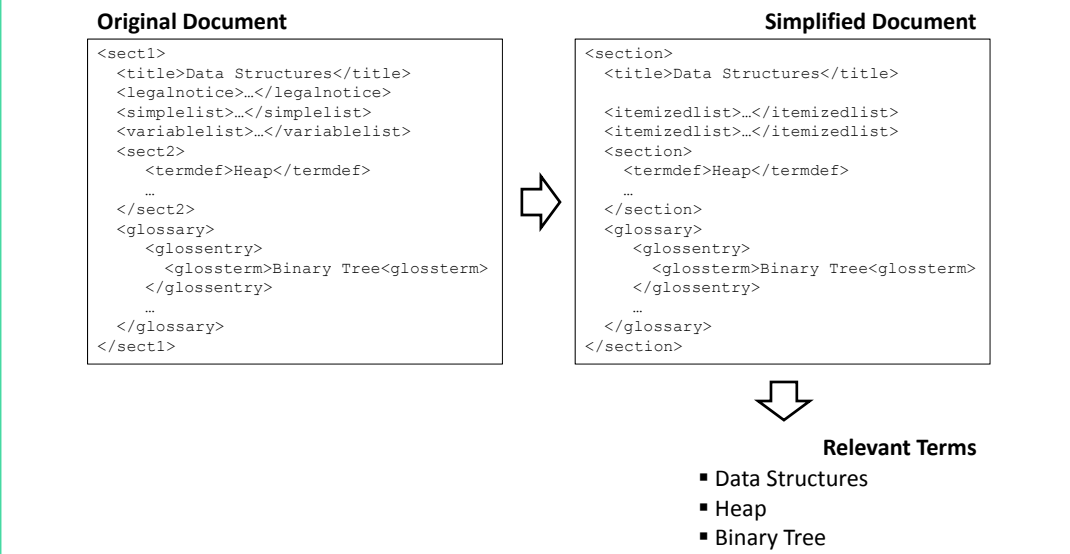 Original Document
<sect1>
<title>Data Structures</title>
<legalnotice>…</legalnotice>
<simplelist>…</simplelist>
<variablelist>…</variablelist>
<sect2>
<termdef>Heap</termdef>
…
</sect2>
<glossary>
<glossentry>
<glossterm>Binary Tree<glossterm>
</glossentry>
…
</glossary>
</sect1>
Simplified Document
<section>
<title>Data Structures</title>
<itemizedlist>…</itemizedlist>
<itemizedlist>…</itemizedlist>
<section>
<termdef>Heap</termdef>
…
</section>
<glossary>
<glossentry>
<glossterm>Binary Tree<glossterm>
</glossentry>
…
</glossary>
</section>
Relevant Terms
▪ Data Structures
▪ Heap
▪ Binary Tree